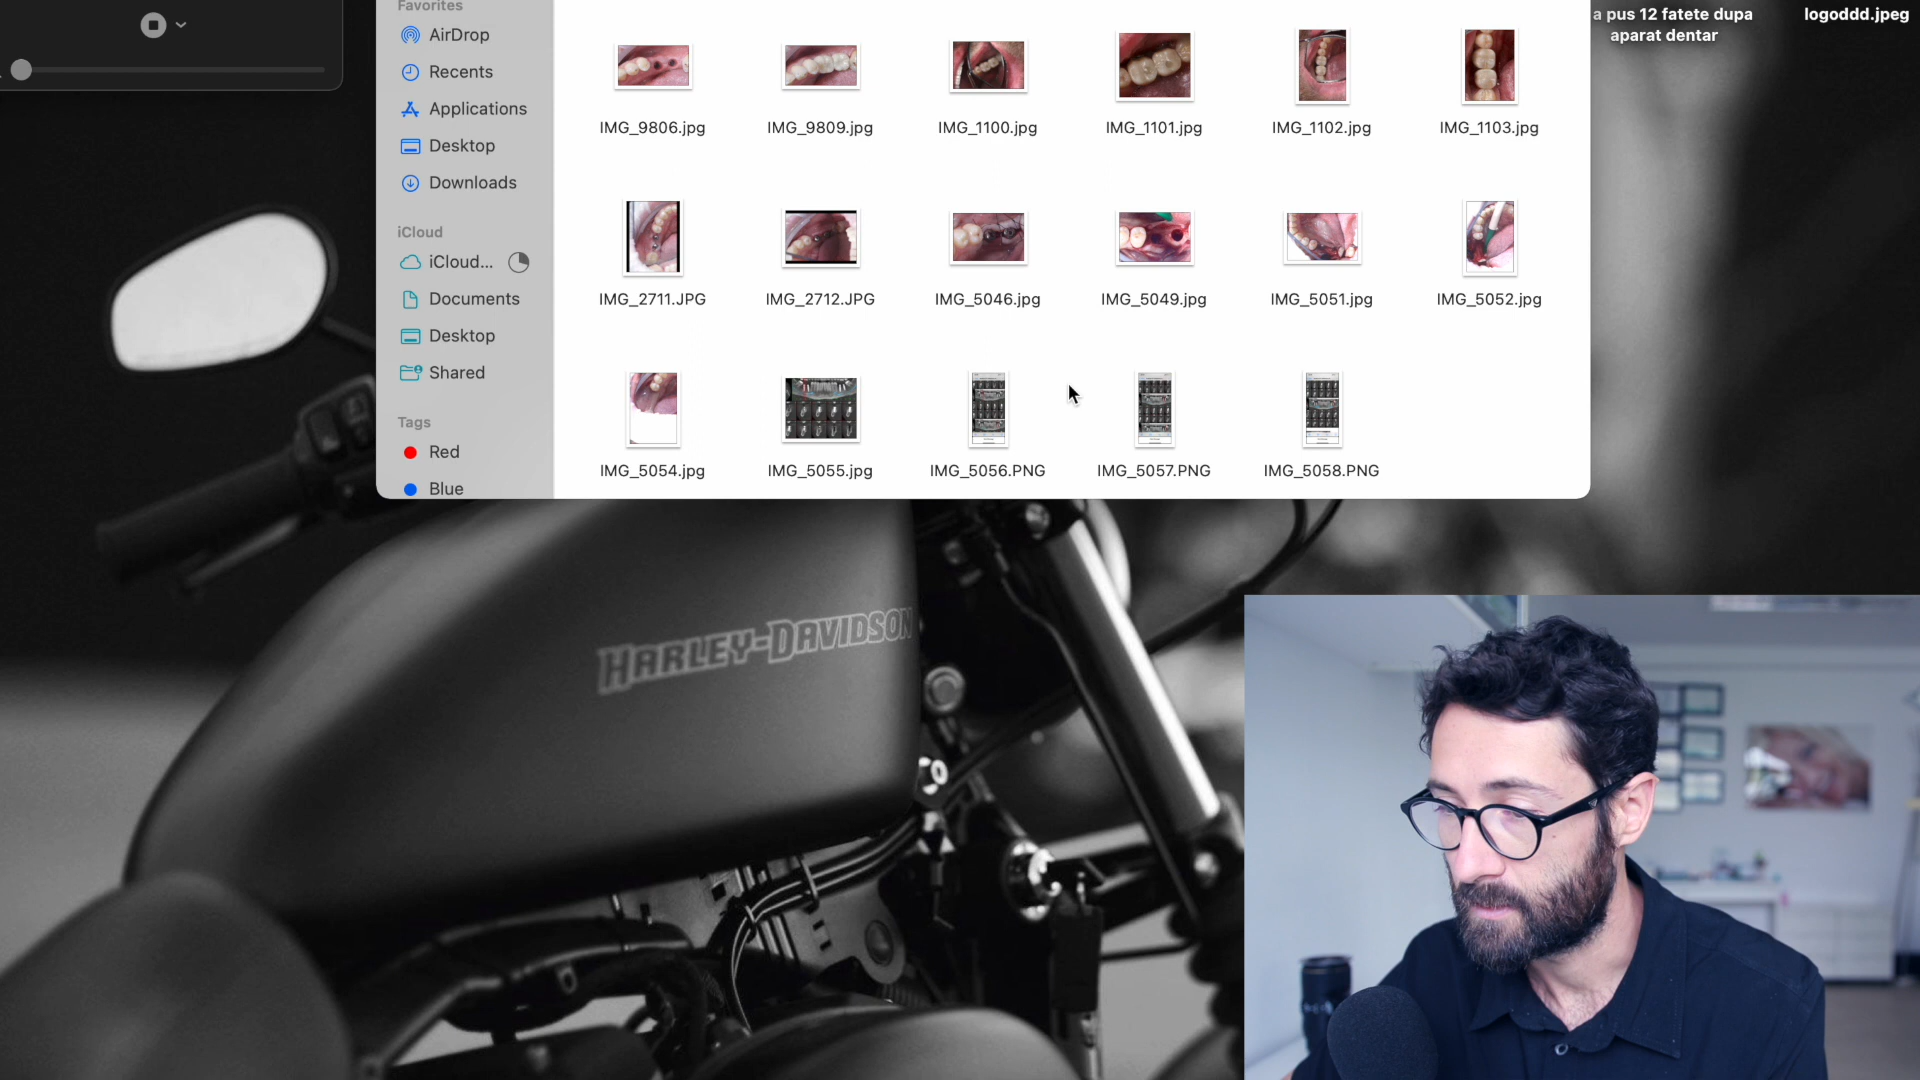 Favorites
AirDrop
Recents
Applications
Desktop
Downloads
iCloud
iCloud...
Documents
Desktop
Shared
Tags
Red
Blue
IMG_9806.jpg
IMG_9809.jpg
IMG_1100.jpg
IMG_1101.jpg
IMG_1102.jpg
IMG_1103.jpg
IMG_2711.JPG
IMG_2712.JPG
IMG_5046.jpg
IMG_5049.jpg
IMG_5051.jpg
IMG_5052.jpg
IMG_5054.jpg
IMG_5055.jpg
IMG_5056.PNG
IMG_5057.PNG
IMG_5058.PNG
a pus 12 fatete dupa
aparat dentar
logoddd.jpeg
HARLEY-DAVIDSON